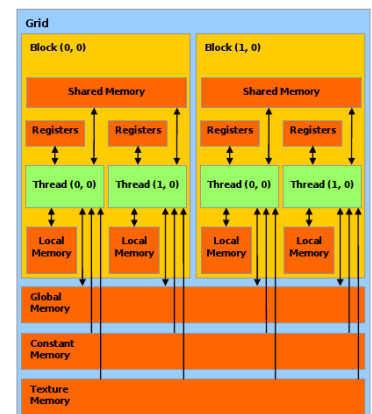 Grid
Block (0, 0)
Block (1, 0)
Shared Memory
Shared Memory
Registers
Registers
Registers
Registers
Thread (0, 0)
Thread (1, 0)
Thread (0, 0)
Thread (1, 0)
Local
Memory
Local
Memory
Local
Memory
Local
Memory
Global
Memory
Constant
Memory
Texture
Memory